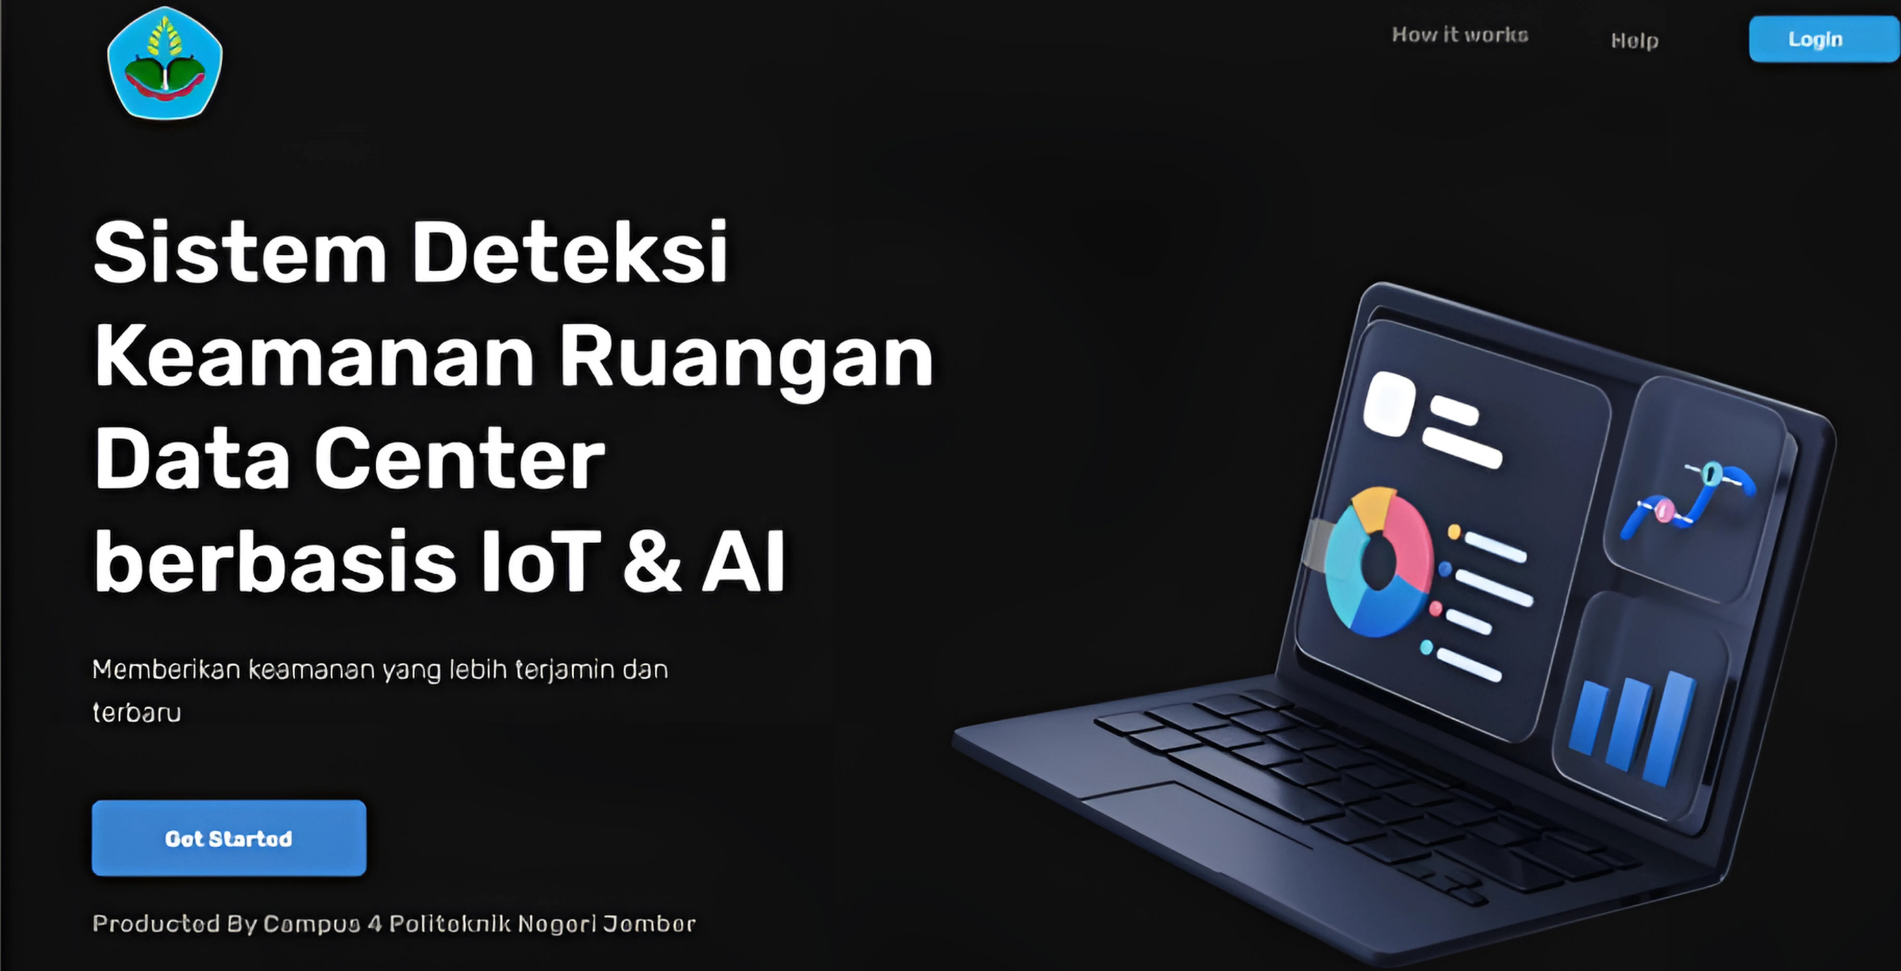 How it works
Help
Login
Sistem Deteksi
Keamanan Ruangan
Data Center
berbasis IoT & AI
Memberikan keamanan yang lebih terjamin dan
terbaru
Get Started
Producted By Campus 4 Politeknik Negeri Jember